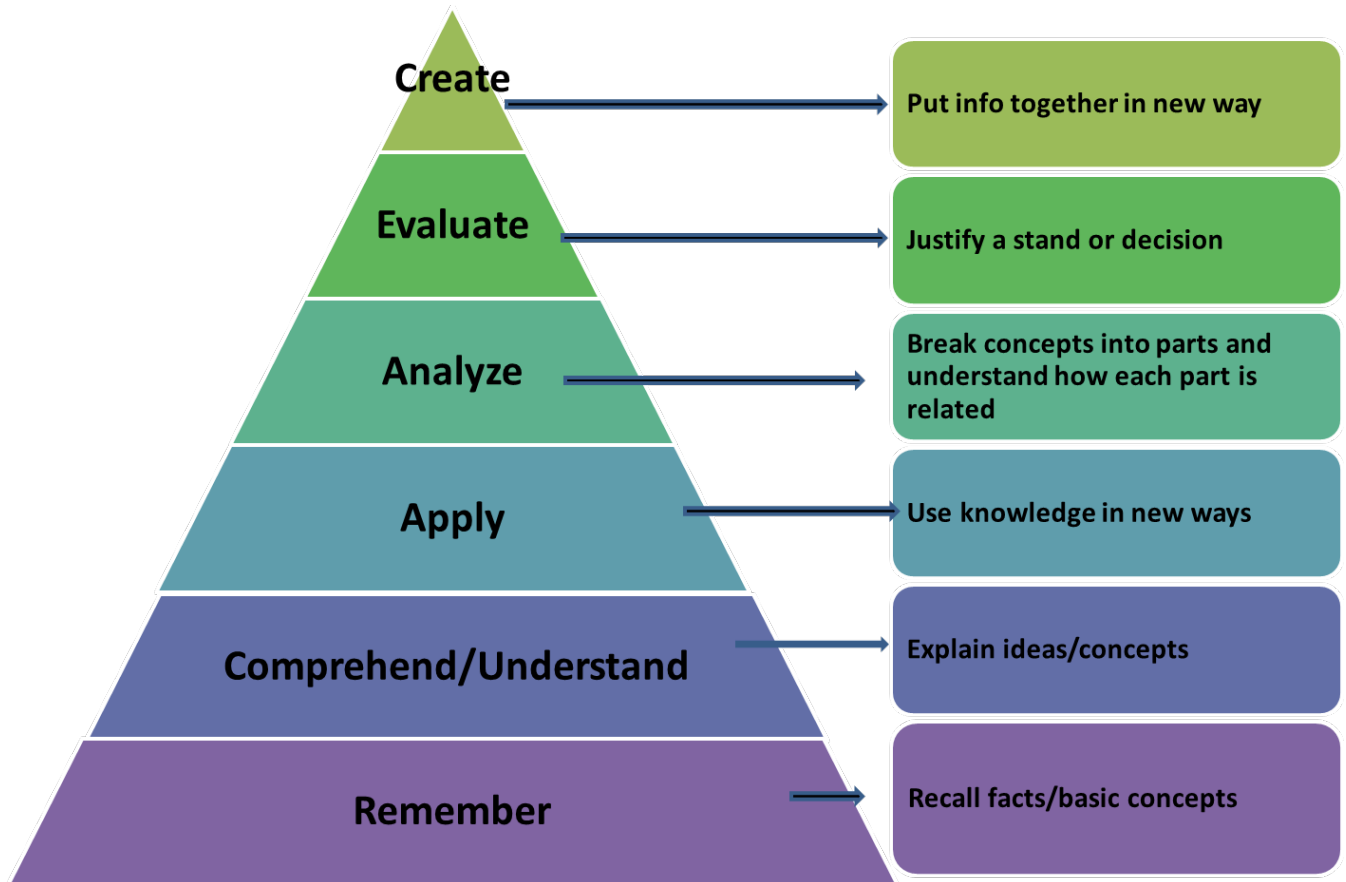 Create
Put info together in new way
Evaluate
Justify a stand or decision
Analyze
Break concepts into parts and
understand how each part is
related
Apply
Use knowledge in new ways
Comprehend/Understand
Explain ideas/concepts
Remember
Recall facts/basic concepts